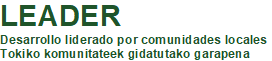 LEADER
Desarrollo liderado por comunidades locales
Tokiko komunitateek gidatutako garapena